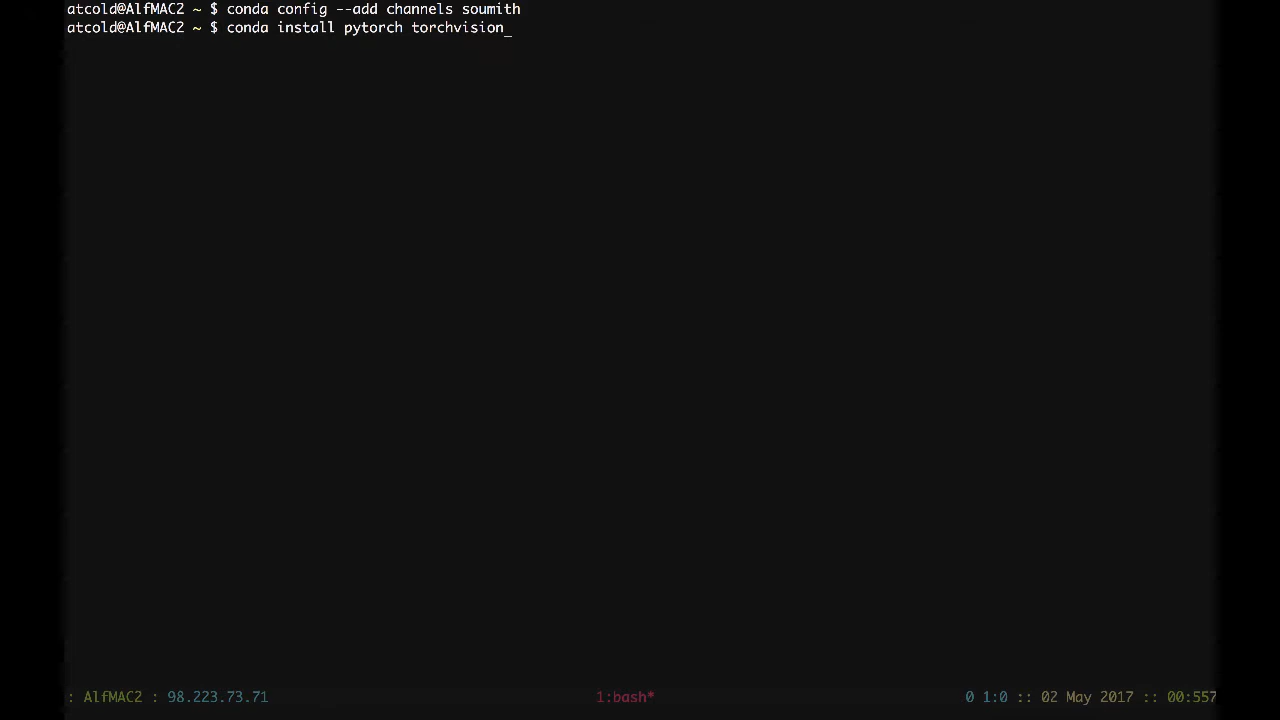 atcold@AlfMAC2 ~ $ conda config --add channels soumith
atcold@AlfMAC2 ~ $ conda install pytorch torchvision_
: AlfMAC2 : 98.223.73.71 1:bash* 0 1:0 :: 02 May 2017 :: 00:557